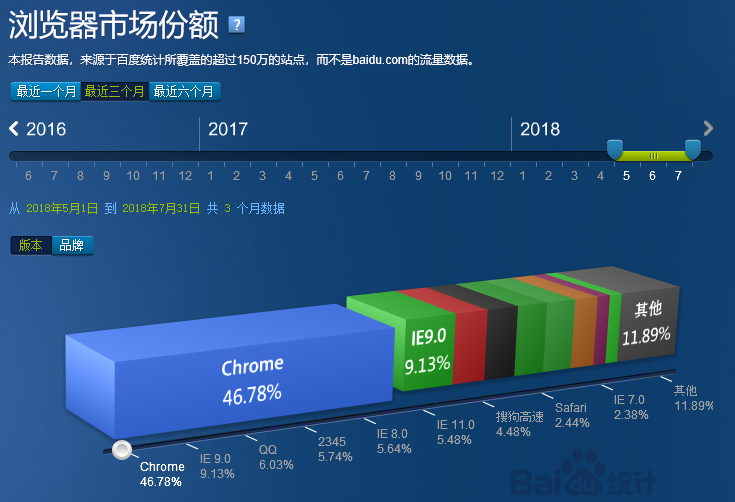 浏览器市场份额 ?
本报告数据，来源于百度统计所覆盖的超过150万的站点，而不是baidu.com的流量数据。
最近一个月 最近三个月 最近六个月
2016 2017 2018
6 7 8 9 10 11 12 1 2 3 4 5 6 7 8 9 10 11 12 1 2 3 4 5 6 7
从 2018年5月1日 到 2018年7月31日 共 3 个月数据
版本 品牌
Chrome
46.78%
IE9.0
9.13%
其他
11.89%
Chrome
46.78%
IE 9.0
9.13%
QQ
6.03%
2345
5.74%
IE 8.0
5.64%
IE 11.0
5.48%
搜狗高速
4.48%
Safari
2.44%
IE 7.0
2.38%
其他
11.89%
Bai du 统计